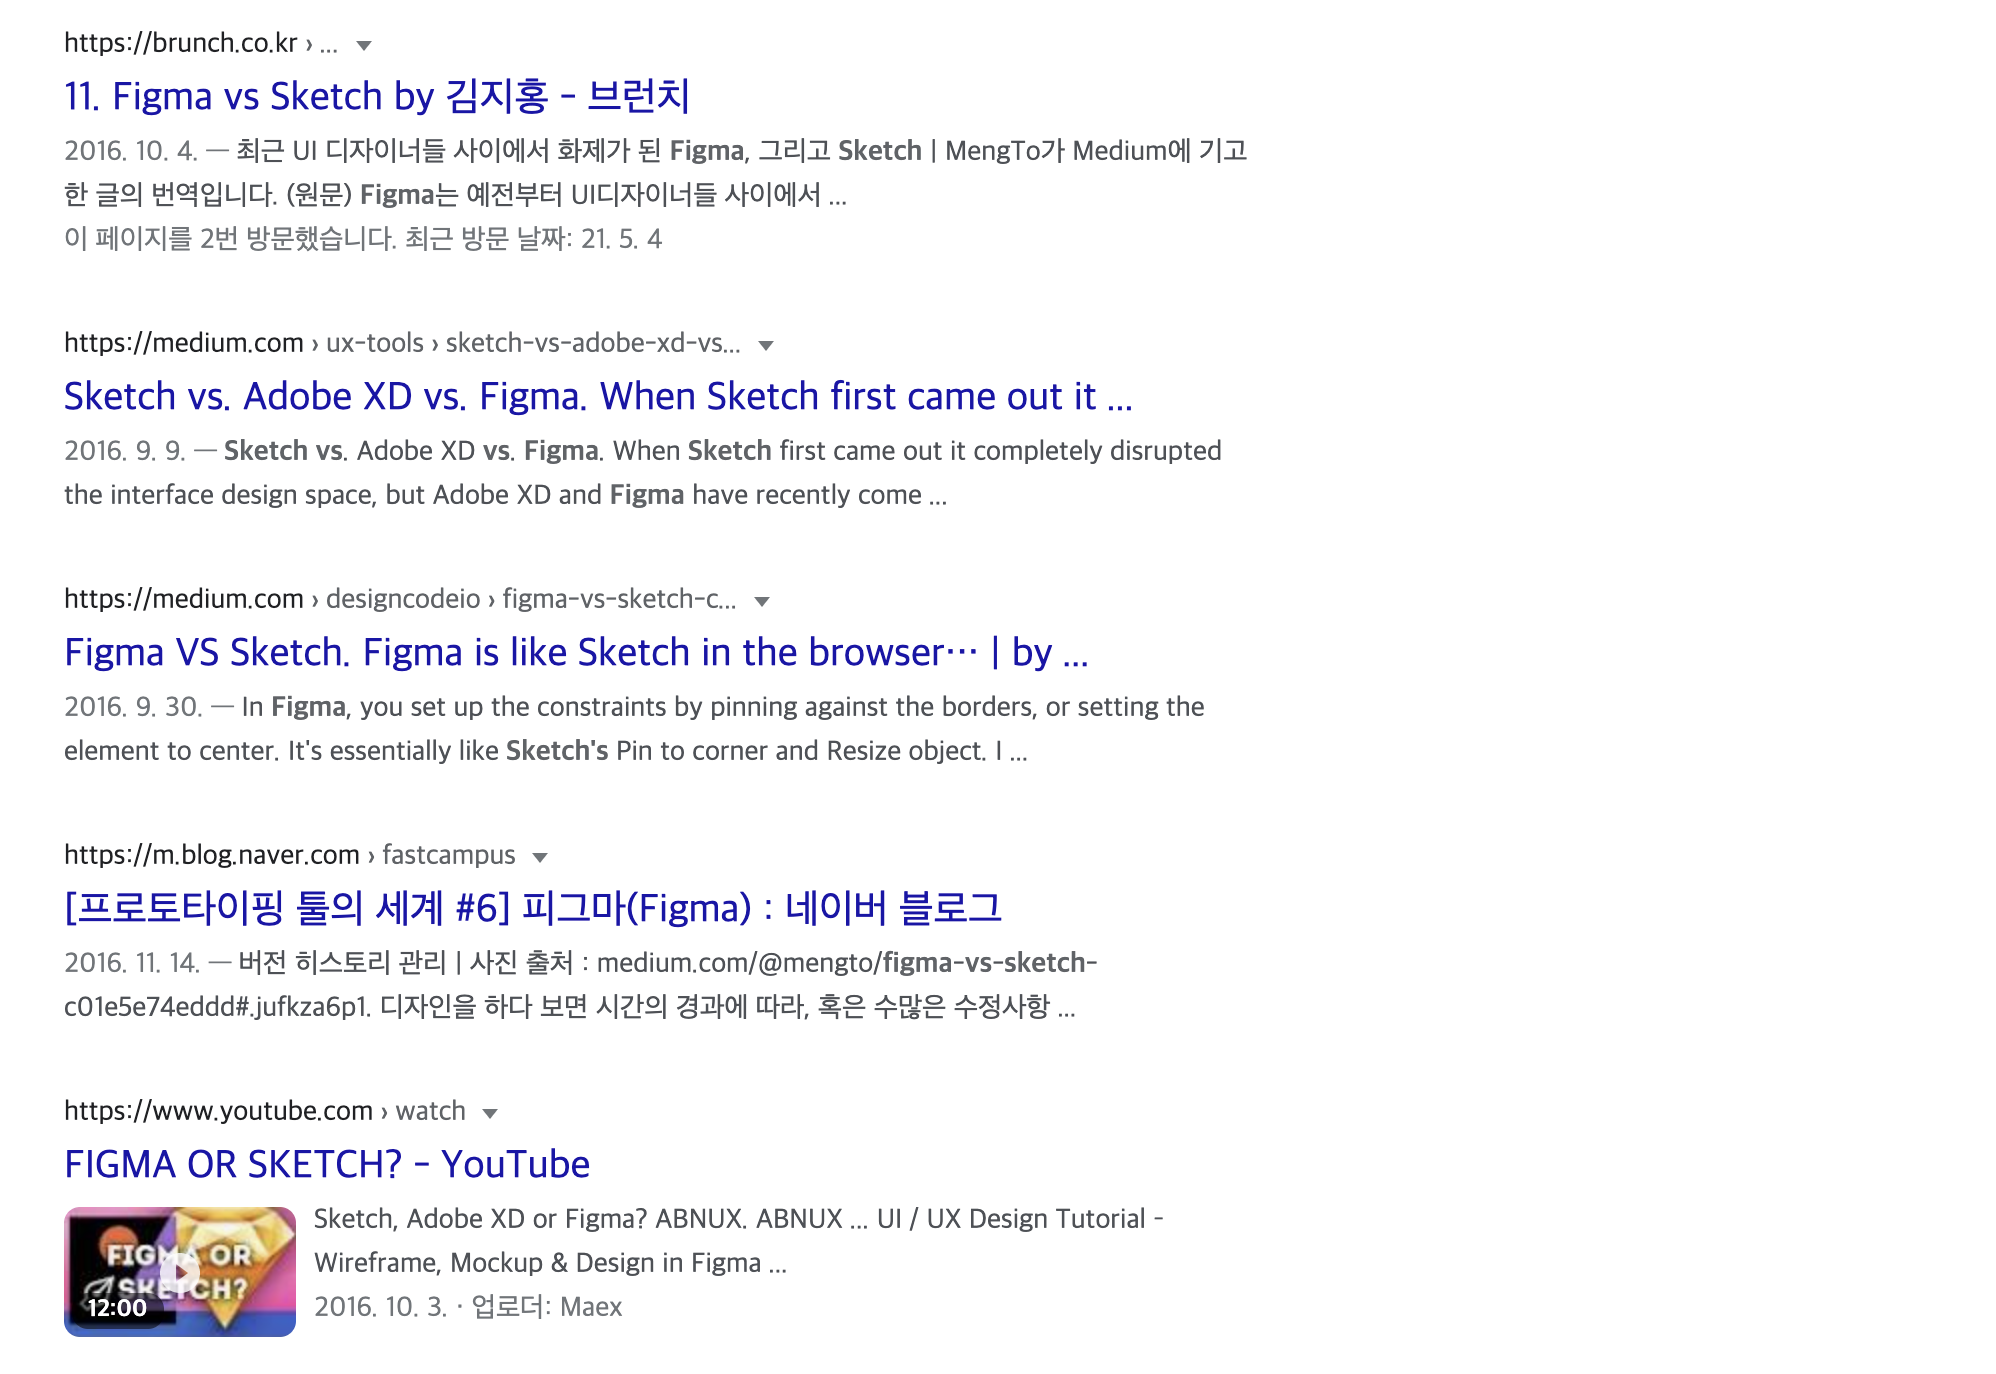 https://brunch.co.kr › ...
11. Figma vs Sketch by 김지홍 - 브런치
2016. 10. 4. — 최근 UI 디자이너들 사이에서 화제가 된 Figma, 그리고 Sketch | MengTo가 Medium에 기고
한 글의 번역입니다. (원문) Figma는 예전부터 UI디자이너들 사이에서 ...
이 페이지를 2번 방문했습니다. 최근 방문 날짜: 21. 5. 4
https://medium.com › ux-tools › sketch-vs-adobe-xd-vs...
Sketch vs. Adobe XD vs. Figma. When Sketch first came out it ...
2016. 9. 9. — Sketch vs. Adobe XD vs. Figma. When Sketch first came out it completely disrupted
the interface design space, but Adobe XD and Figma have recently come ...
https://medium.com › designcodeio › figma-vs-sketch-c...
Figma VS Sketch. Figma is like Sketch in the browser… | by ...
2016. 9. 30. — In Figma, you set up the constraints by pinning against the borders, or setting the
element to center. It's essentially like Sketch's Pin to corner and Resize object. I ...
https://m.blog.naver.com › fastcampus
[프로토타이핑 툴의 세계 #6] 피그마(Figma) : 네이버 블로그
2016. 11. 14. — 버전 히스토리 관리 | 사진 출처 : medium.com/@mengto/figma-vs-sketch-
c01e5e74eddd#.jufkza6p1. 디자인을 하다 보면 시간의 경과에 따라, 혹은 수많은 수정사항 ...
https://www.youtube.com › watch
FIGMA OR SKETCH? - YouTube
FIGMA OR
SKETCH?
12:00
Sketch, Adobe XD or Figma? ABNUX. ABNUX ... UI / UX Design Tutorial -
Wireframe, Mockup & Design in Figma ...
2016. 10. 3. · 업로더: Maex